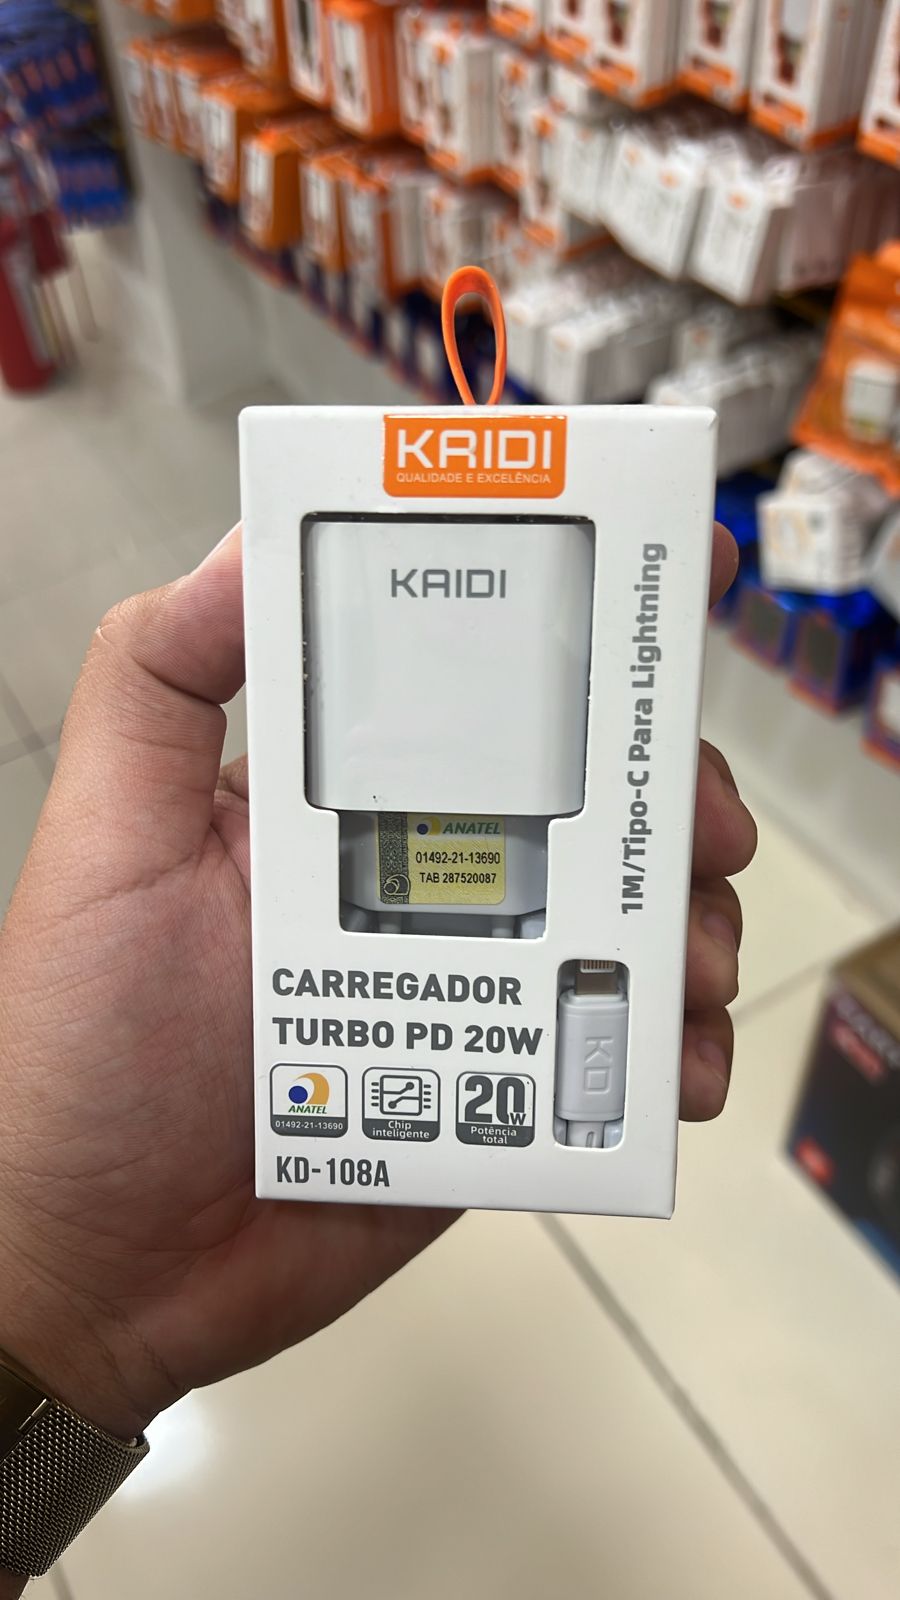 KAIDI
QUALIDADE E EXCELÊNCIA
KAIDI
1M/Tipo-C Para Lightning
ANATEL
01492-21-13690
TAB 287520087
CARREGADOR
TURBO PD 20W
KD
ANATEL
01492-21-13690
Chip
inteligente
20W
Potência
total
KD-108A